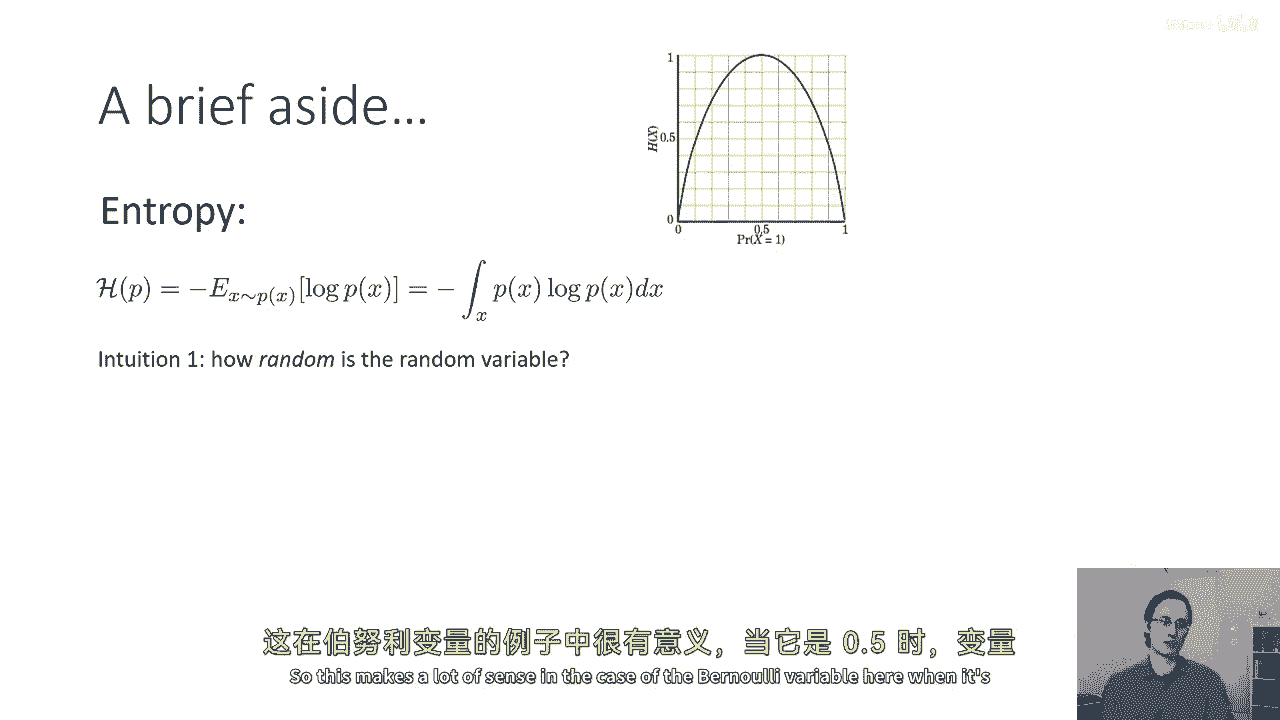 A brief aside...
1
H(X)
0.5
0
0
0.5
1
Pr(X = 1)
Entropy:
H(p) = −E_{x∼p(x)}[log p(x)] = − ∫_x p(x) log p(x)dx
Intuition 1: how random is the random variable?
这在伯努利变量的例子中很有意义，当它是 0.5 时，变量
So this makes a lot of sense in the case of the Bernoulli variable here when it's